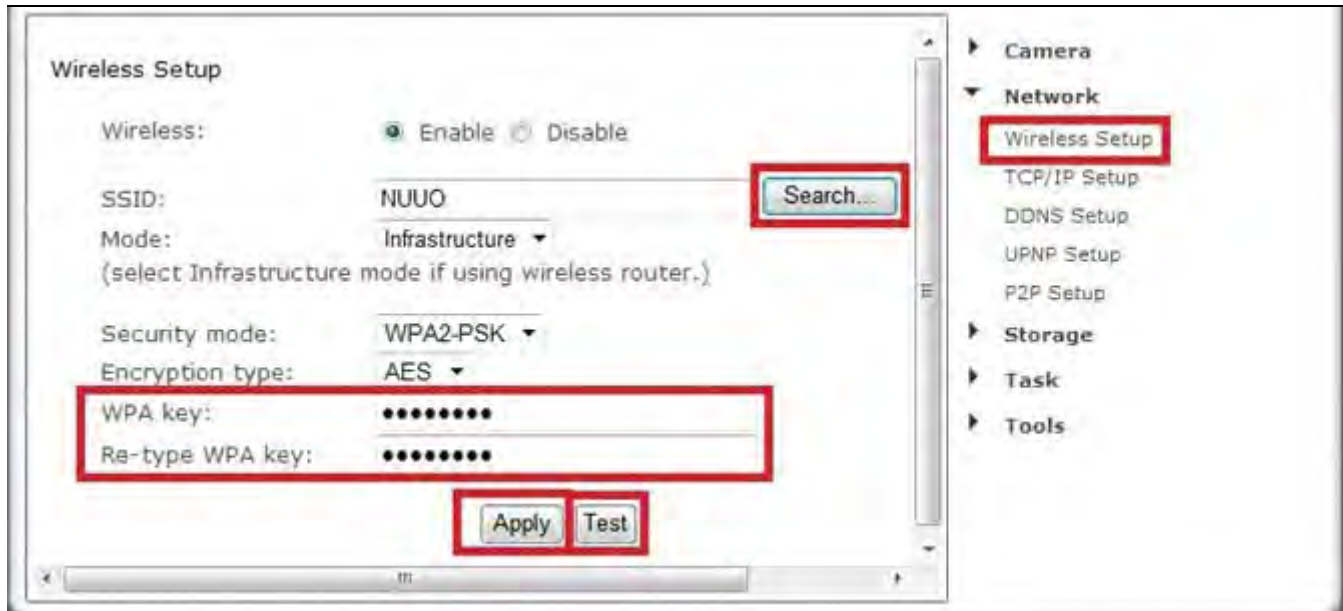 Wireless Setup
Wireless: Enable Disable
SSID: NUUO Search...
Mode: Infrastructure
(select Infrastructure mode if using wireless router.)
Security mode: WPA2-PSK
Encryption type: AES
WPA key: ••••••••
Re-type WPA key: ••••••••
Apply Test
Camera
Network
Wireless Setup
TCP/IP Setup
DDNS Setup
UPNP Setup
P2P Setup
Storage
Task
Tools